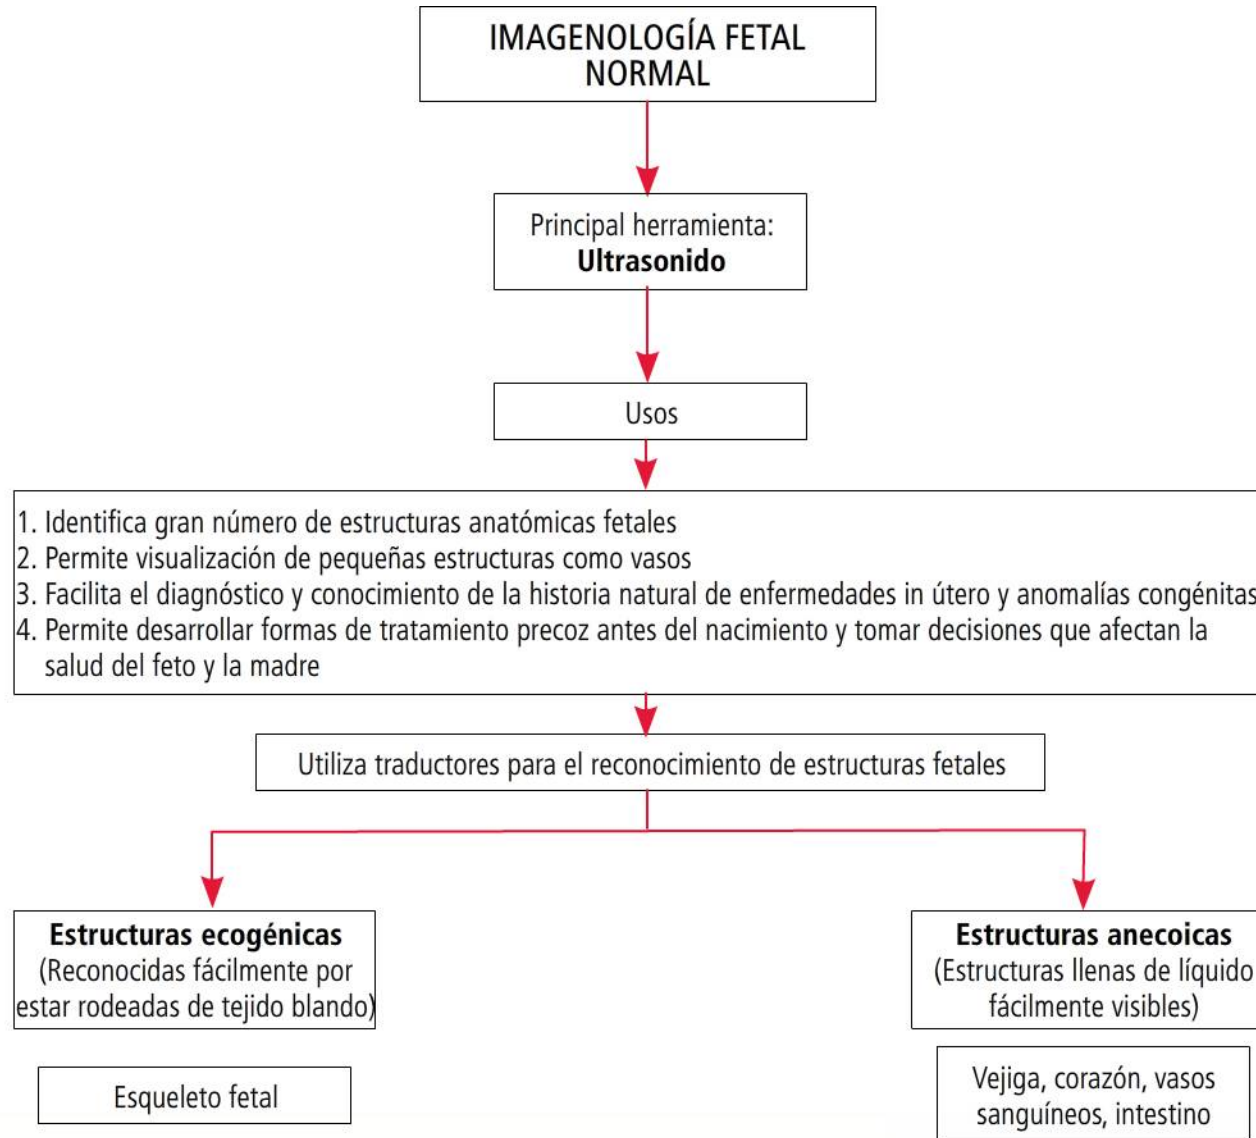 IMAGENOLOGÍA FETAL
NORMAL
Principal herramienta:
Ultrasonido
Usos
1. Identifica gran número de estructuras anatómicas fetales
2. Permite visualización de pequeñas estructuras como vasos
3. Facilita el diagnóstico y conocimiento de la historia natural de enfermedades in útero y anomalías congénitas
4. Permite desarrollar formas de tratamiento precoz antes del nacimiento y tomar decisiones que afectan la
salud del feto y la madre
Utiliza traductores para el reconocimiento de estructuras fetales
Estructuras ecogénicas
(Reconocidas fácilmente por
estar rodeadas de tejido blando)
Esqueleto fetal
Estructuras anecoicas
(Estructuras llenas de líquido
fácilmente visibles)
Vejiga, corazón, vasos
sanguíneos, intestino